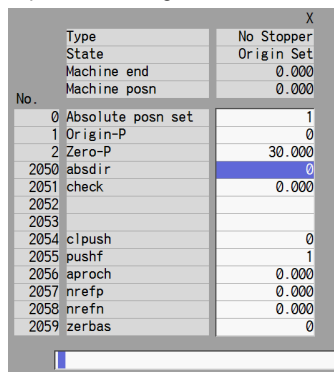 X
Type No Stopper
State Origin Set
Machine end 0.000
Machine posn 0.000
No.
0 Absolute posn set 1
1 Origin-P 0
2 Zero-P 30.000
2050 absdir 0
2051 check 0.000
2052
2053
2054 clpush 0
2055 pushf 1
2056 aproch 0.000
2057 nrefp 0.000
2058 nrefn 0.000
2059 zerbas 0